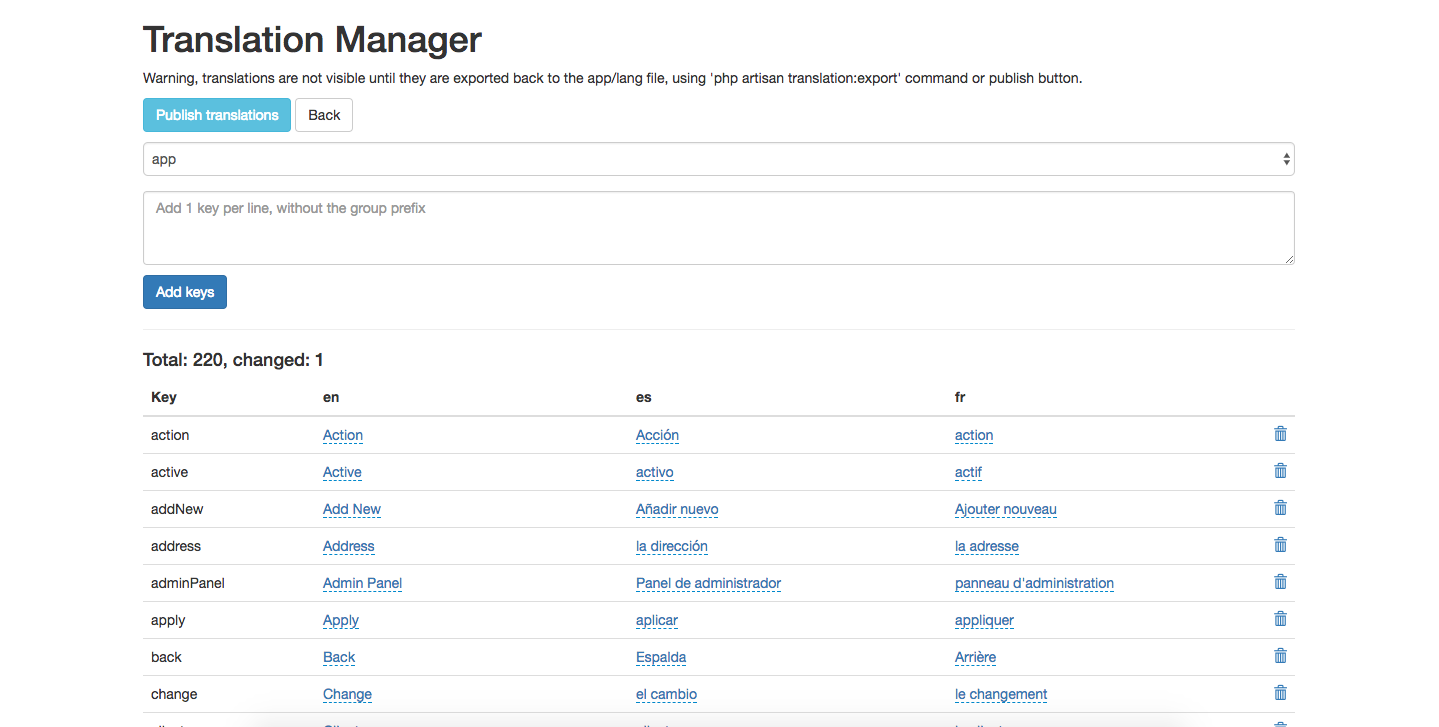 Translation Manager
Warning, translations are not visible until they are exported back to the app/lang file, using 'php artisan translation:export' command or publish button.
Publish translations Back
app
Add 1 key per line, without the group prefix
Add keys
Total: 220, changed: 1
Key en es fr
action Action Acción action
active Active activo actif
addNew Add New Añadir nuevo Ajouter nouveau
address Address la dirección la adresse
adminPanel Admin Panel Panel de administrador panneau d'administration
apply Apply aplicar appliquer
back Back Espalda Arrière
change Change el cambio le changement